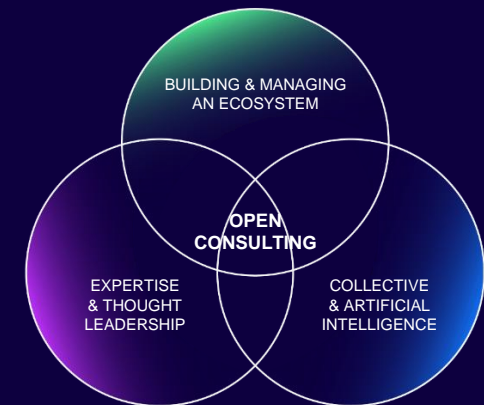 BUILDING & MANAGING
AN ECOSYSTEM
OPEN
CONSULTING
EXPERTISE
& THOUGHT
LEADERSHIP
COLLECTIVE
& ARTIFICIAL
INTELLIGENCE